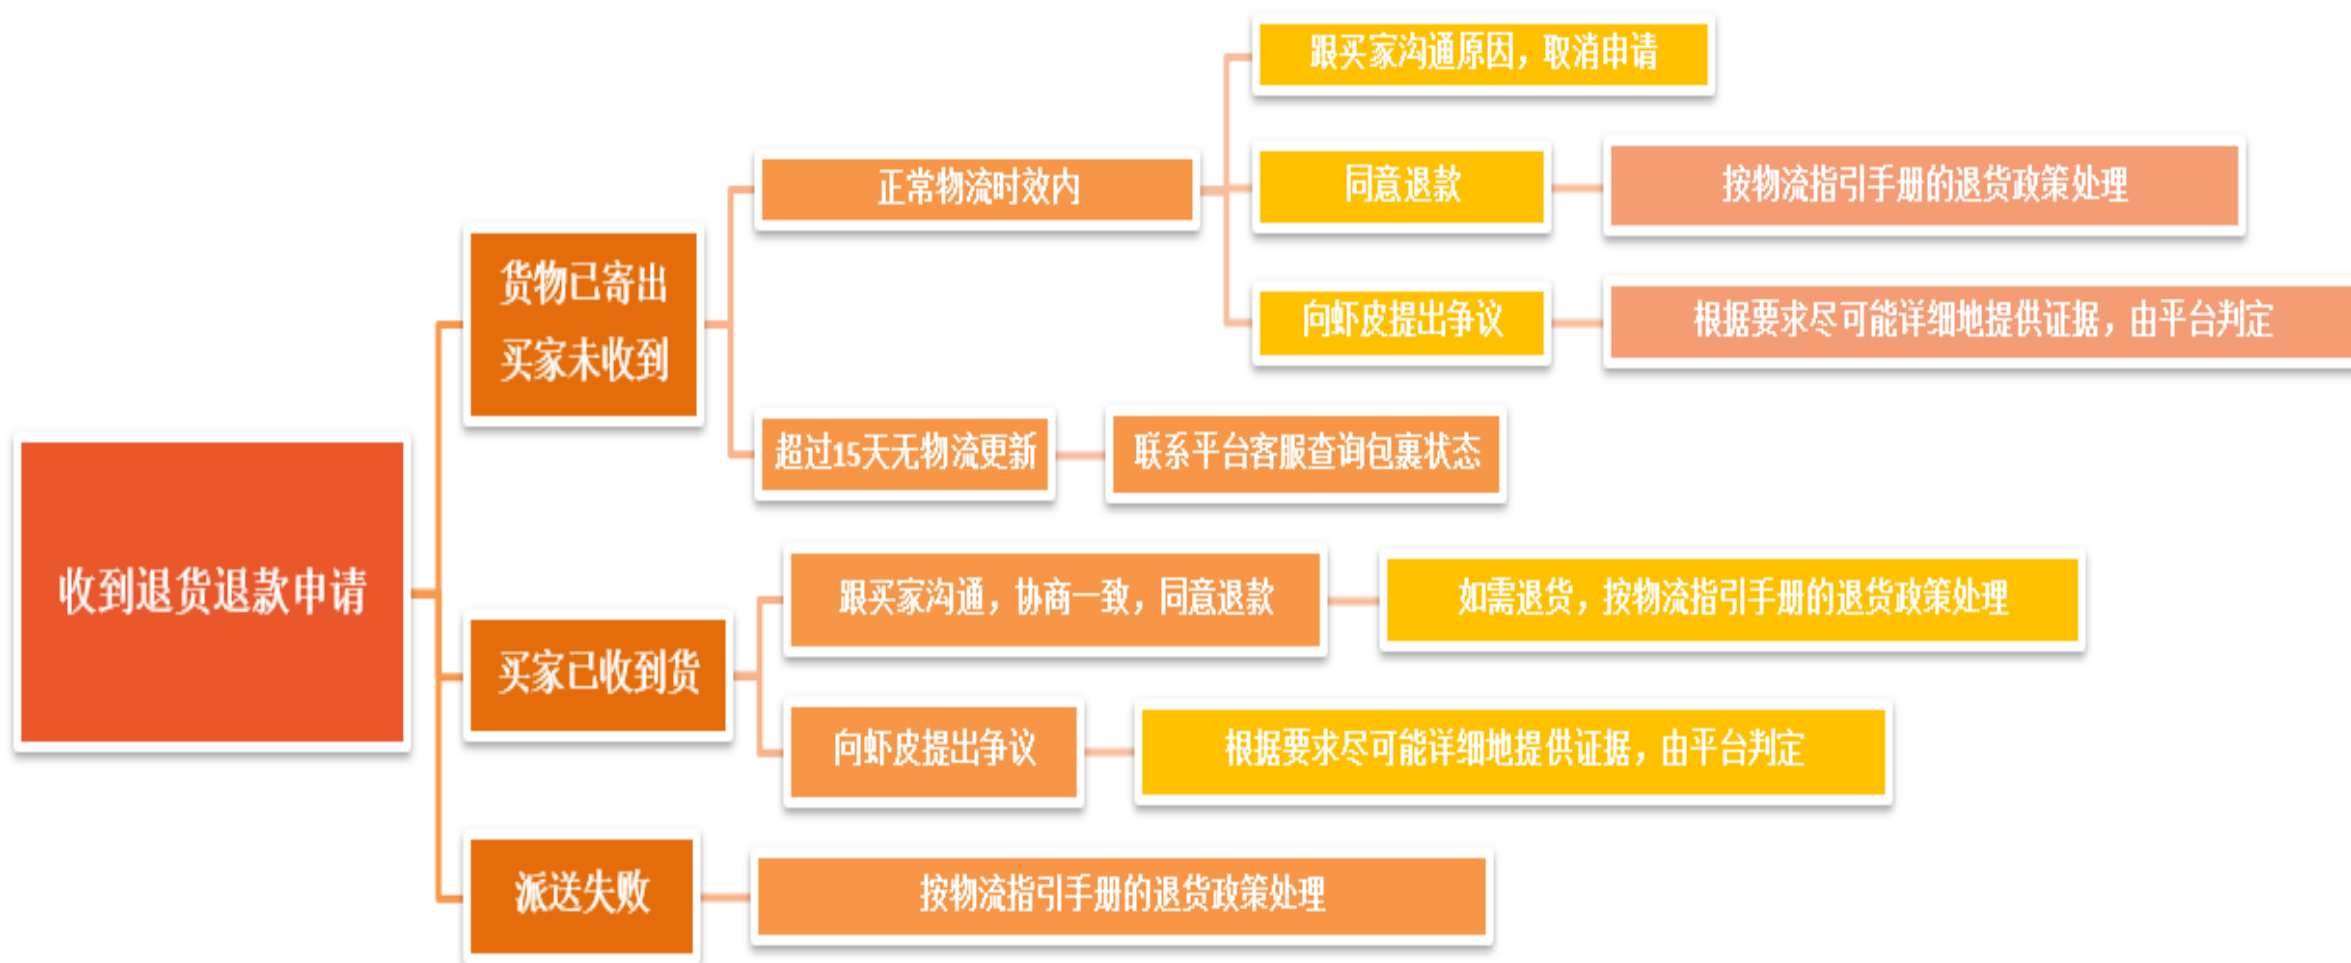 跟买家沟通原因，取消申请
正常物流时效内
同意退款
按物流指引手册的退货政策处理
货物已寄出
买家未收到
向虾皮提出争议
根据要求尽可能详细地提供证据，由平台判定
超过15天无物流更新
联系平台客服查询包裹状态
收到退货退款申请
跟买家沟通，协商一致，同意退款
如需退货，按物流指引手册的退货政策处理
买家已收到货
向虾皮提出争议
根据要求尽可能详细地提供证据，由平台判定
派送失败
按物流指引手册的退货政策处理